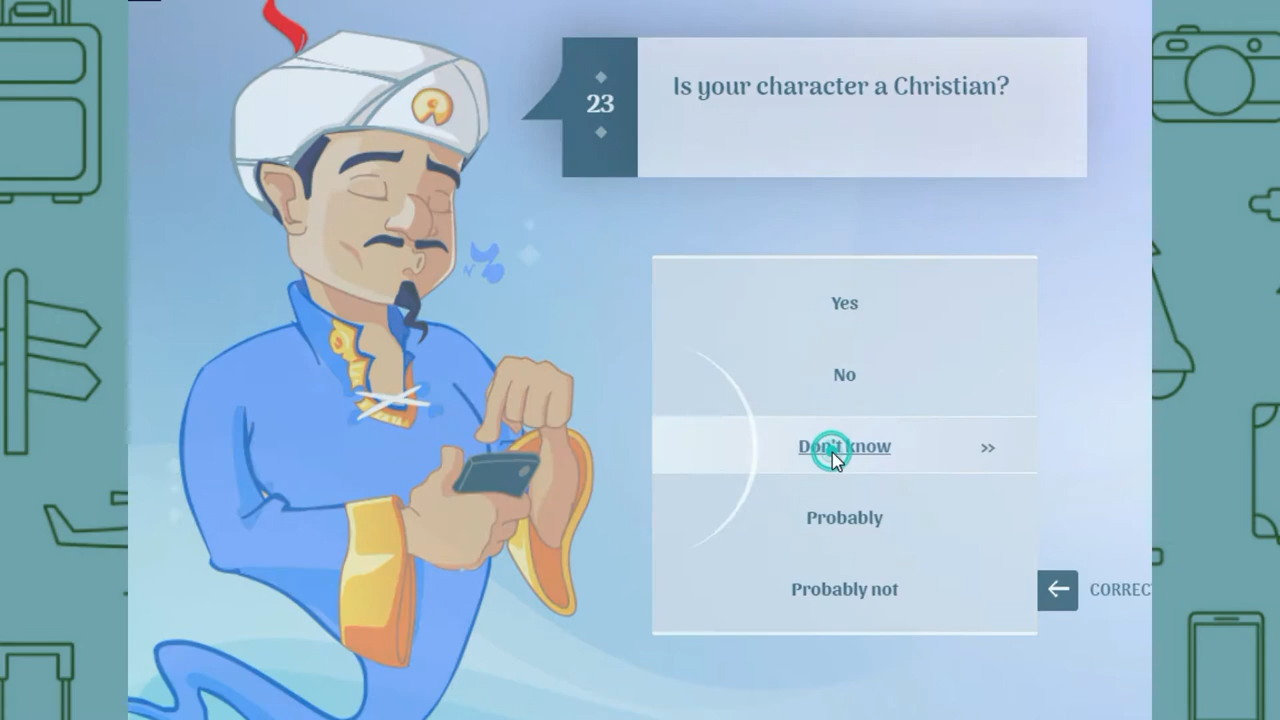 Is your character a Christian?
23
Yes
No
Don't know
Probably
Probably not
CORREC